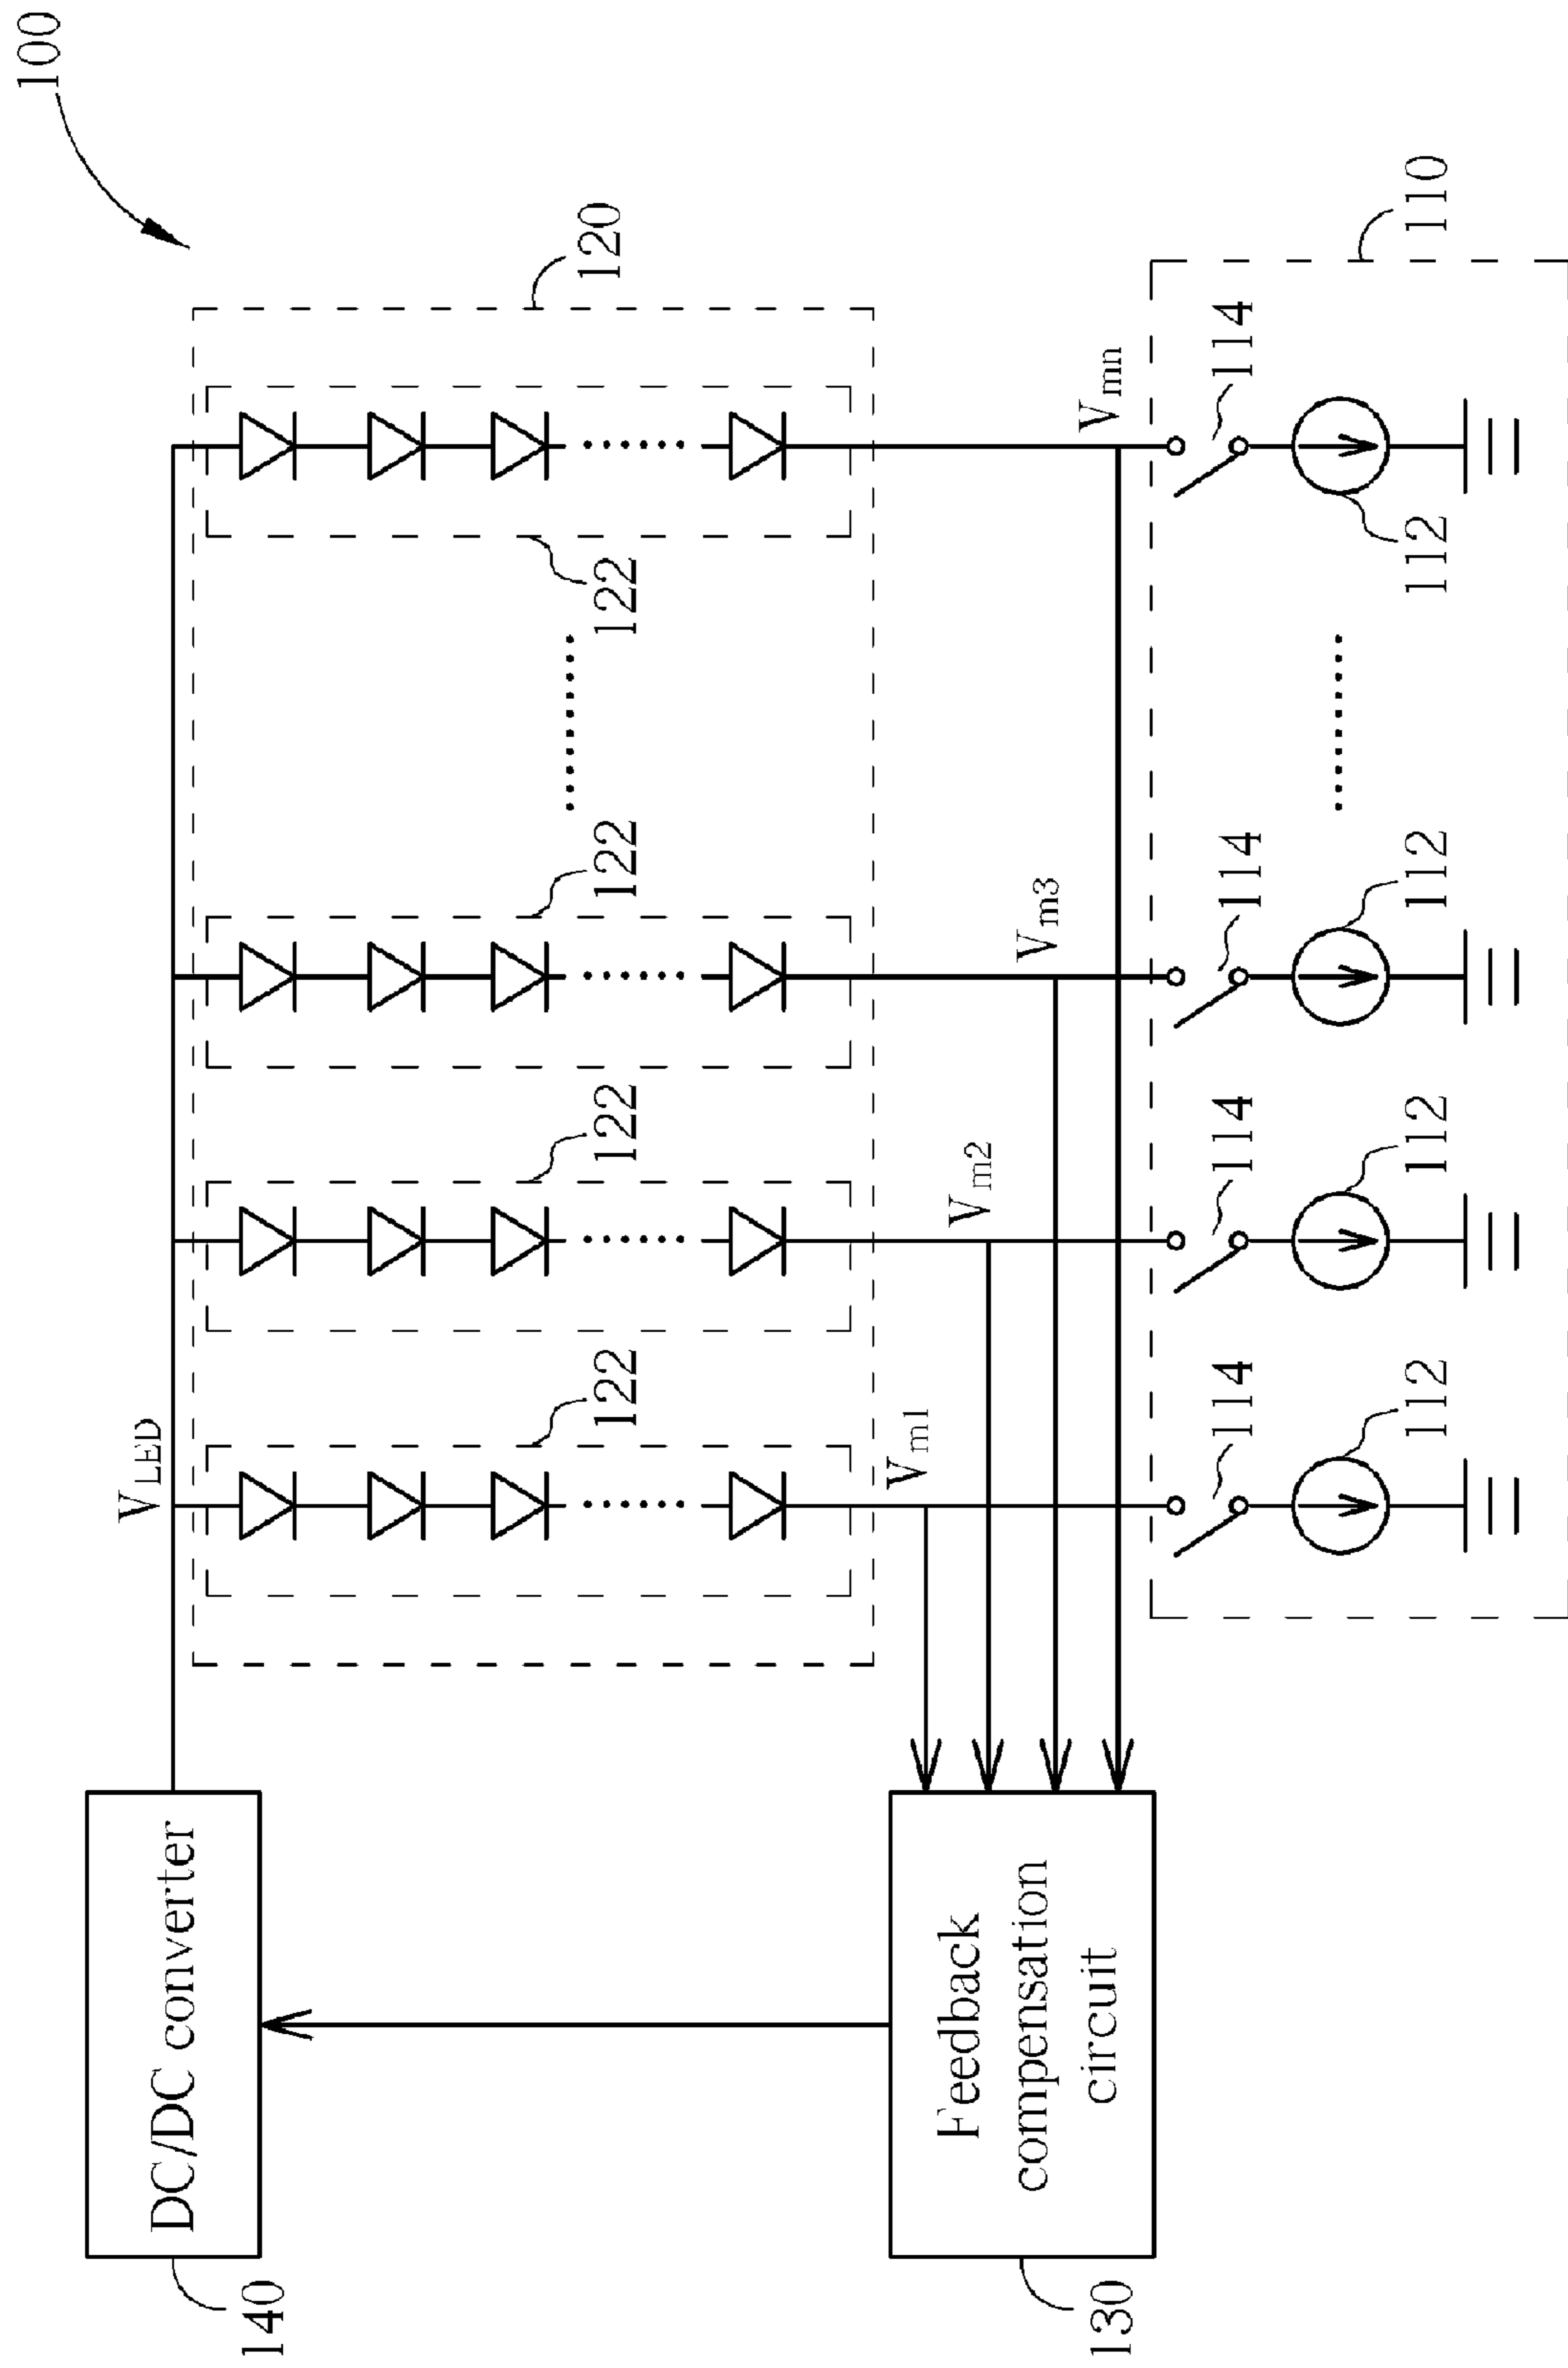 100
V_LED
DC/DC converter
140
120
122
122
122
122
V_m1
V_m2
V_m3
V_mn
Feedback
compensation
circuit
130
110
114
114
114
114
112
112
112
112